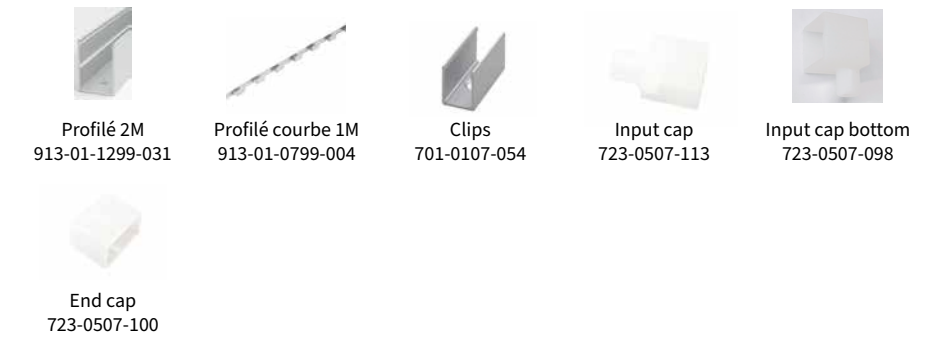 Profilé 2M
913-01-1299-031
Profilé courbe 1M
913-01-0799-004
Clips
701-0107-054
Input cap
723-0507-113
Input cap bottom
723-0507-098
End cap
723-0507-100